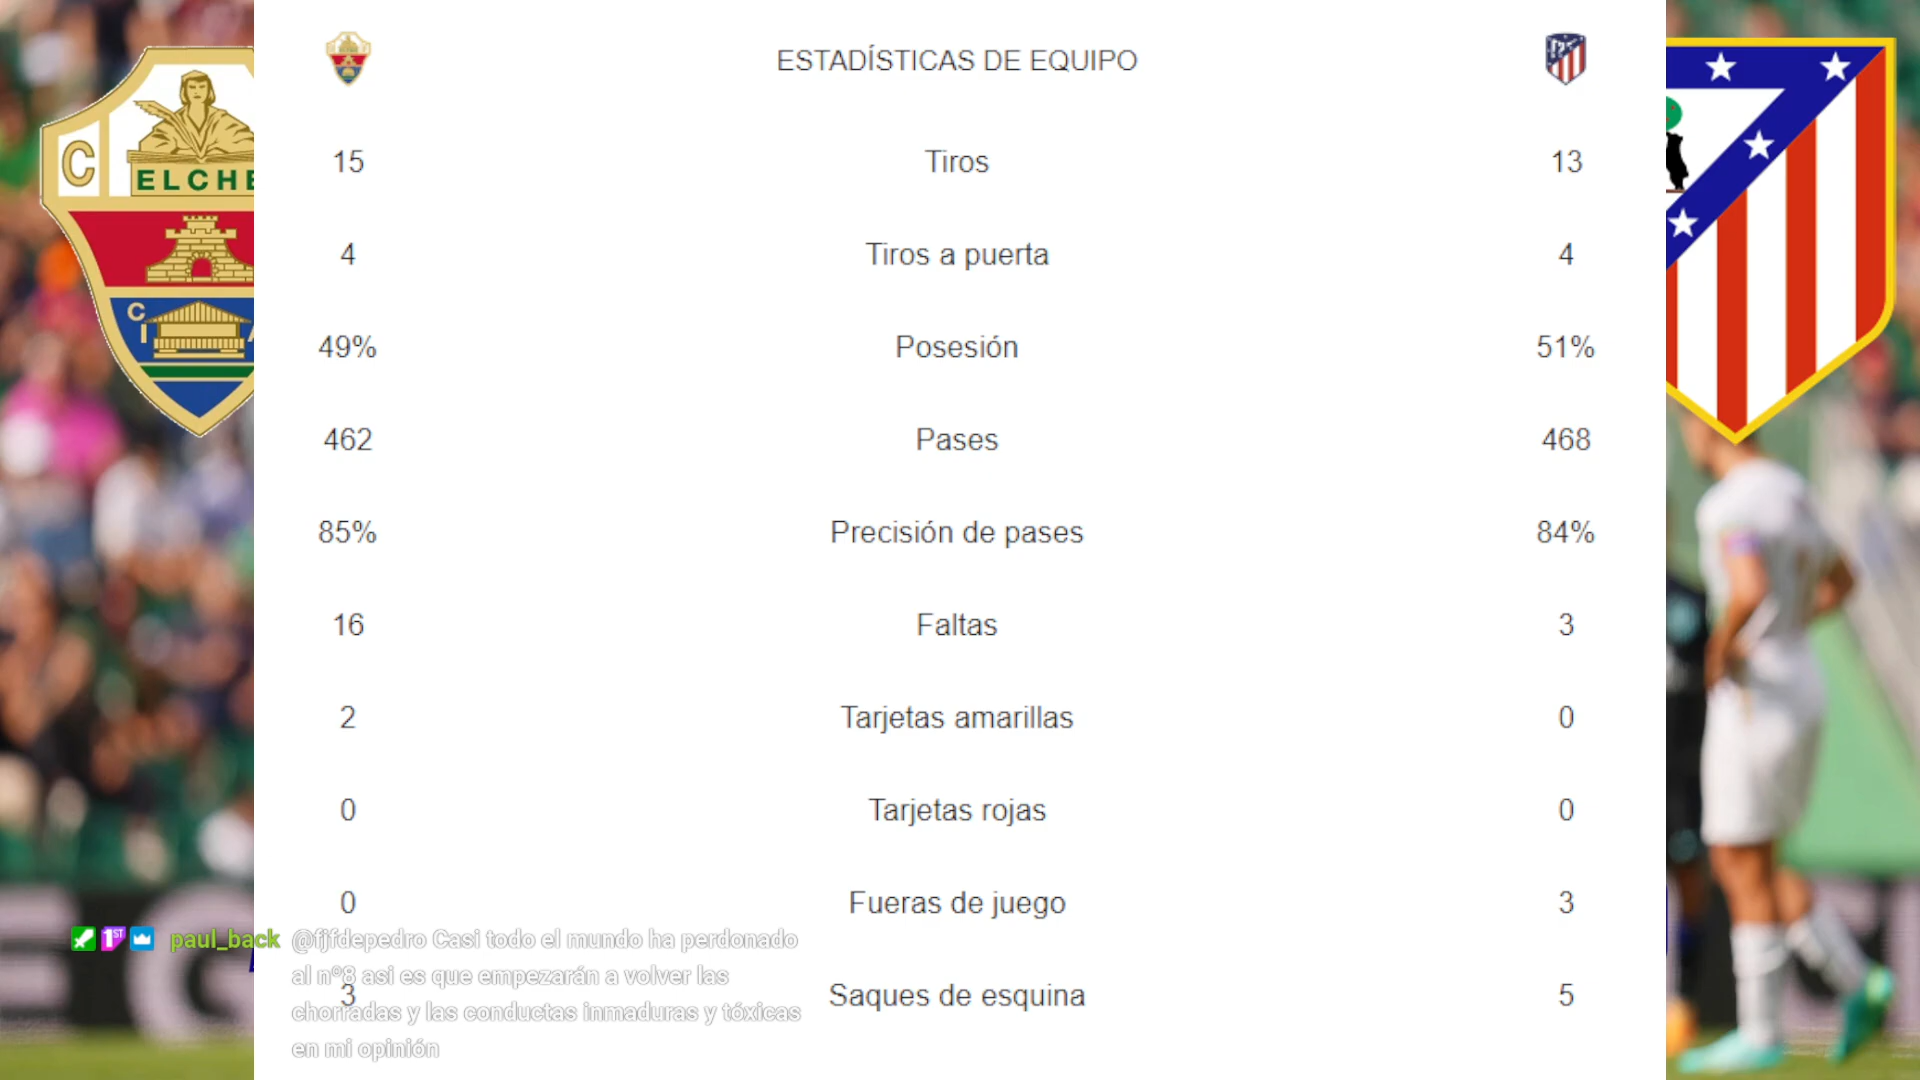 ESTADÍSTICAS DE EQUIPO
C
ELCHE
C
I
15 Tiros 13
4 Tiros a puerta 4
49% Posesión 51%
462 Pases 468
85% Precisión de pases 84%
16 Faltas 3
2 Tarjetas amarillas 0
0 Tarjetas rojas 0
0 Fueras de juego 3
3 Saques de esquina 5
1ST paul_back @fjfdepedro Casi todo el mundo ha perdonado
al nº8 asi es que empezarán a volver las
chorradas y las conductas inmaduras y tóxicas
en mi opinión